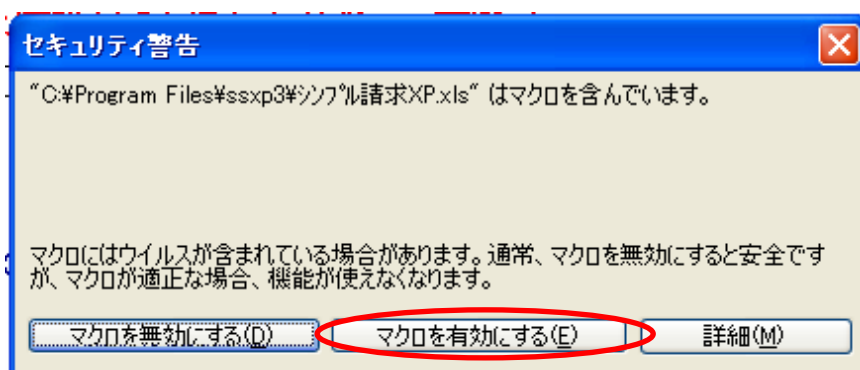 セキュリティ警告
"C:¥Program Files¥ssxp3¥ｼﾝﾌﾟﾙ請求XP.xls" はマクロを含んでいます。
マクロにはウイルスが含まれている場合があります。通常、マクロを無効にすると安全です
が、マクロが適正な場合、機能が使えなくなります。
マクロを無効にする(D) マクロを有効にする(E) 詳細(M)